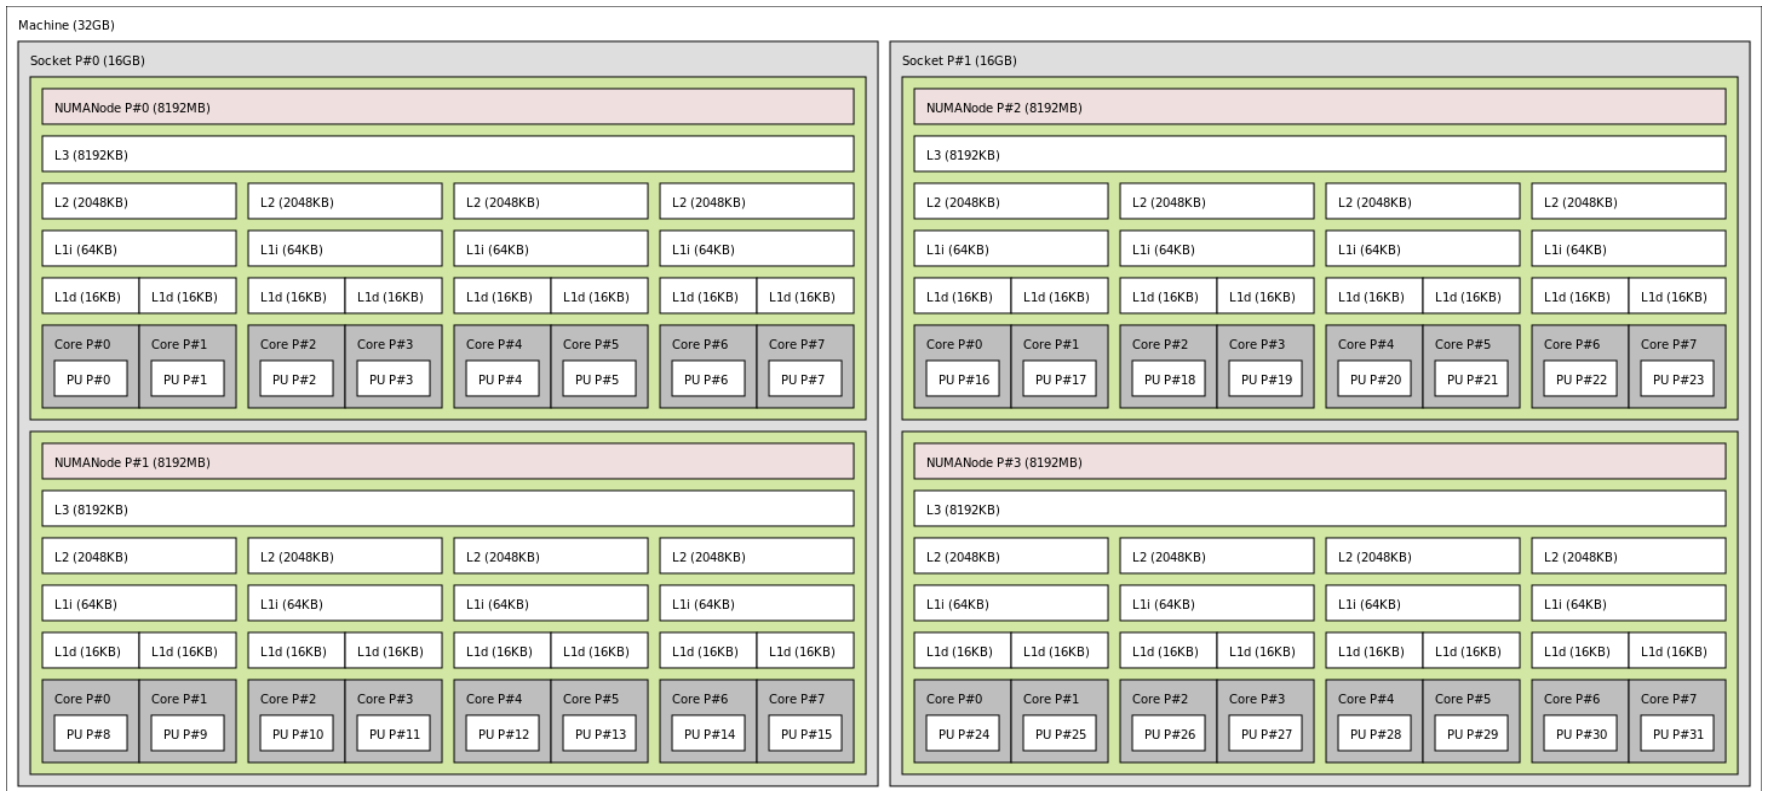 Machine (32GB)
Socket P#0 (16GB)
NUMANode P#0 (8192MB)
L3 (8192KB)
L2 (2048KB) L2 (2048KB) L2 (2048KB) L2 (2048KB)
L1i (64KB) L1i (64KB) L1i (64KB) L1i (64KB)
L1d (16KB) L1d (16KB) L1d (16KB) L1d (16KB) L1d (16KB) L1d (16KB) L1d (16KB) L1d (16KB)
Core P#0 Core P#1 Core P#2 Core P#3 Core P#4 Core P#5 Core P#6 Core P#7
PU P#0 PU P#1 PU P#2 PU P#3 PU P#4 PU P#5 PU P#6 PU P#7
NUMANode P#1 (8192MB)
L3 (8192KB)
L2 (2048KB) L2 (2048KB) L2 (2048KB) L2 (2048KB)
L1i (64KB) L1i (64KB) L1i (64KB) L1i (64KB)
L1d (16KB) L1d (16KB) L1d (16KB) L1d (16KB) L1d (16KB) L1d (16KB) L1d (16KB) L1d (16KB)
Core P#0 Core P#1 Core P#2 Core P#3 Core P#4 Core P#5 Core P#6 Core P#7
PU P#8 PU P#9 PU P#10 PU P#11 PU P#12 PU P#13 PU P#14 PU P#15
Socket P#1 (16GB)
NUMANode P#2 (8192MB)
L3 (8192KB)
L2 (2048KB) L2 (2048KB) L2 (2048KB) L2 (2048KB)
L1i (64KB) L1i (64KB) L1i (64KB) L1i (64KB)
L1d (16KB) L1d (16KB) L1d (16KB) L1d (16KB) L1d (16KB) L1d (16KB) L1d (16KB) L1d (16KB)
Core P#0 Core P#1 Core P#2 Core P#3 Core P#4 Core P#5 Core P#6 Core P#7
PU P#16 PU P#17 PU P#18 PU P#19 PU P#20 PU P#21 PU P#22 PU P#23
NUMANode P#3 (8192MB)
L3 (8192KB)
L2 (2048KB) L2 (2048KB) L2 (2048KB) L2 (2048KB)
L1i (64KB) L1i (64KB) L1i (64KB) L1i (64KB)
L1d (16KB) L1d (16KB) L1d (16KB) L1d (16KB) L1d (16KB) L1d (16KB) L1d (16KB) L1d (16KB)
Core P#0 Core P#1 Core P#2 Core P#3 Core P#4 Core P#5 Core P#6 Core P#7
PU P#24 PU P#25 PU P#26 PU P#27 PU P#28 PU P#29 PU P#30 PU P#31